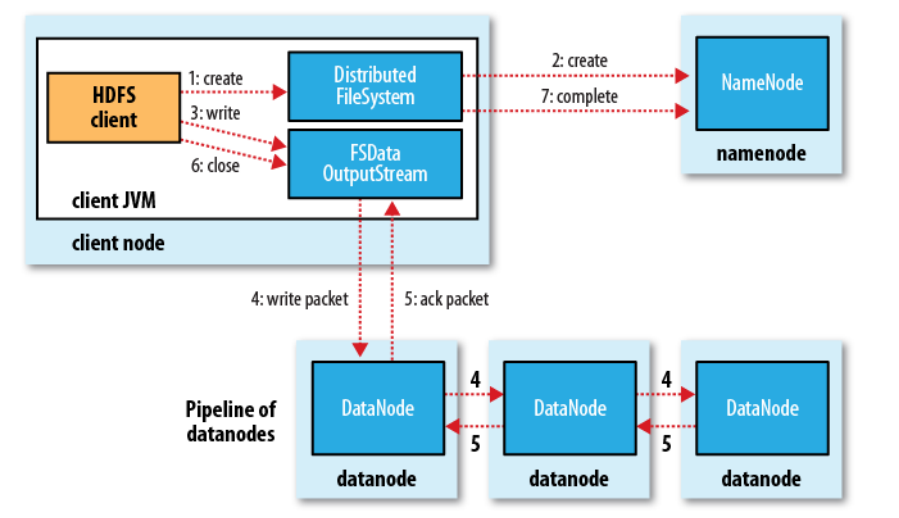 HDFS
client
1: create
3: write
6: close
Distributed
FileSystem
FSData
OutputStream
client JVM
client node
2: create
7: complete
NameNode
namenode
4: write packet
5: ack packet
Pipeline of
datanodes
DataNode
datanode
4
5
DataNode
datanode
4
5
DataNode
datanode